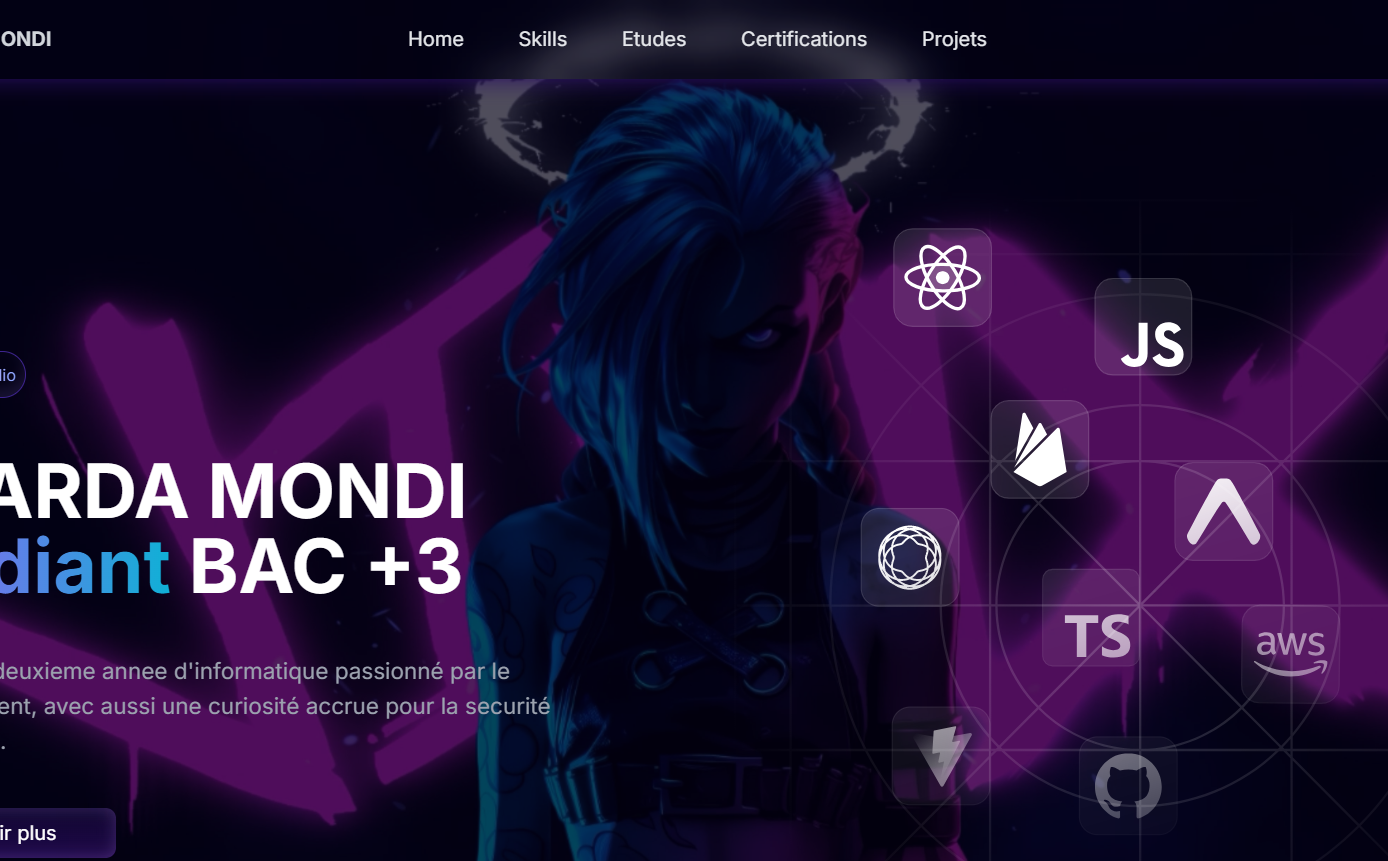 ONDI
Home Skills Etudes Certifications Projets
JS
lio
ARDA MONDI
diant BAC +3
TS
aws
deuxieme annee d'informatique passionné par le
ent, avec aussi une curiosité accrue pour la securité
.
ir plus